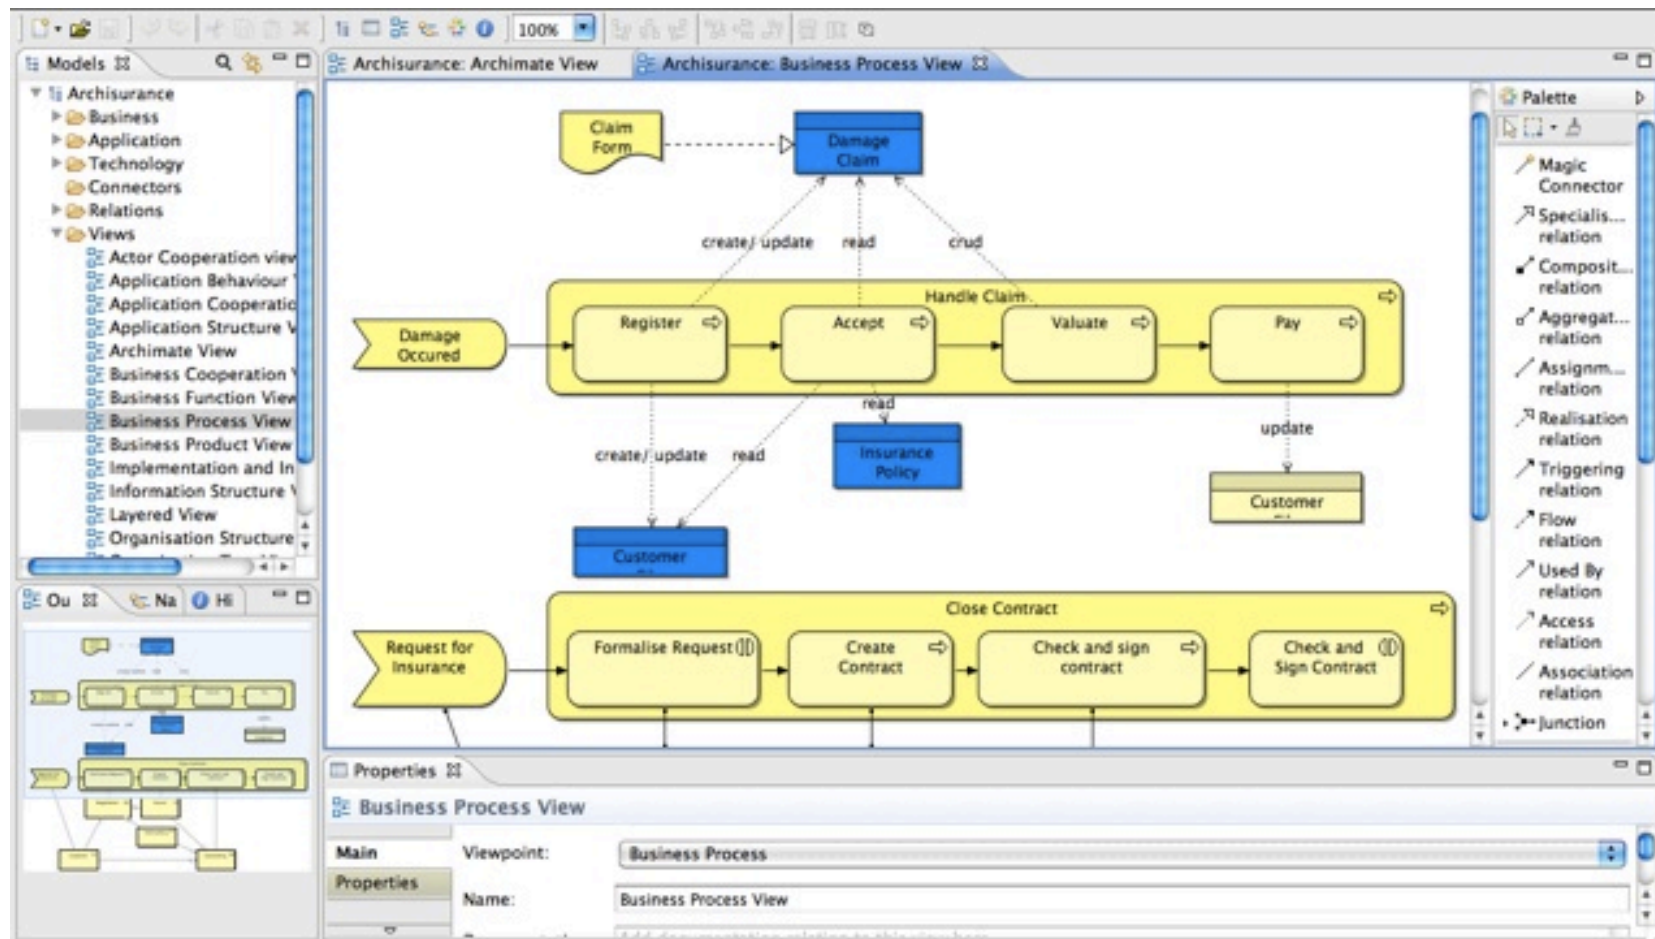 100%
Models
Archisurance: Archimate View
Archisurance: Business Process View
Archisurance
Business
Application
Technology
Connectors
Relations
Views
Actor Cooperation view
Application Behaviour
Application Cooperatio
Application Structure V
Archimate View
Business Cooperation
Business Function View
Business Process View
Business Product View
Implementation and In
Information Structure
Layered View
Organisation Structure
Ou
Na
Hi
Claim
Form
Damage
Claim
create/ update
read
crud
Handle Claim
Damage
Occured
Register
Accept
Valuate
Pay
read
create/ update
read
Insurance
Policy
update
Customer
Customer
Close Contract
Request for
Insurance
Formalise Request
Create
Contract
Check and sign
contract
Check and
Sign Contract
Palette
Magic
Connector
Specialis...
relation
Composit...
relation
Aggregat...
relation
Assignm...
relation
Realisation
relation
Triggering
relation
Flow
relation
Used By
relation
Access
relation
Association
relation
Junction
Properties
Business Process View
Main
Properties
Viewpoint:
Business Process
Name:
Business Process View